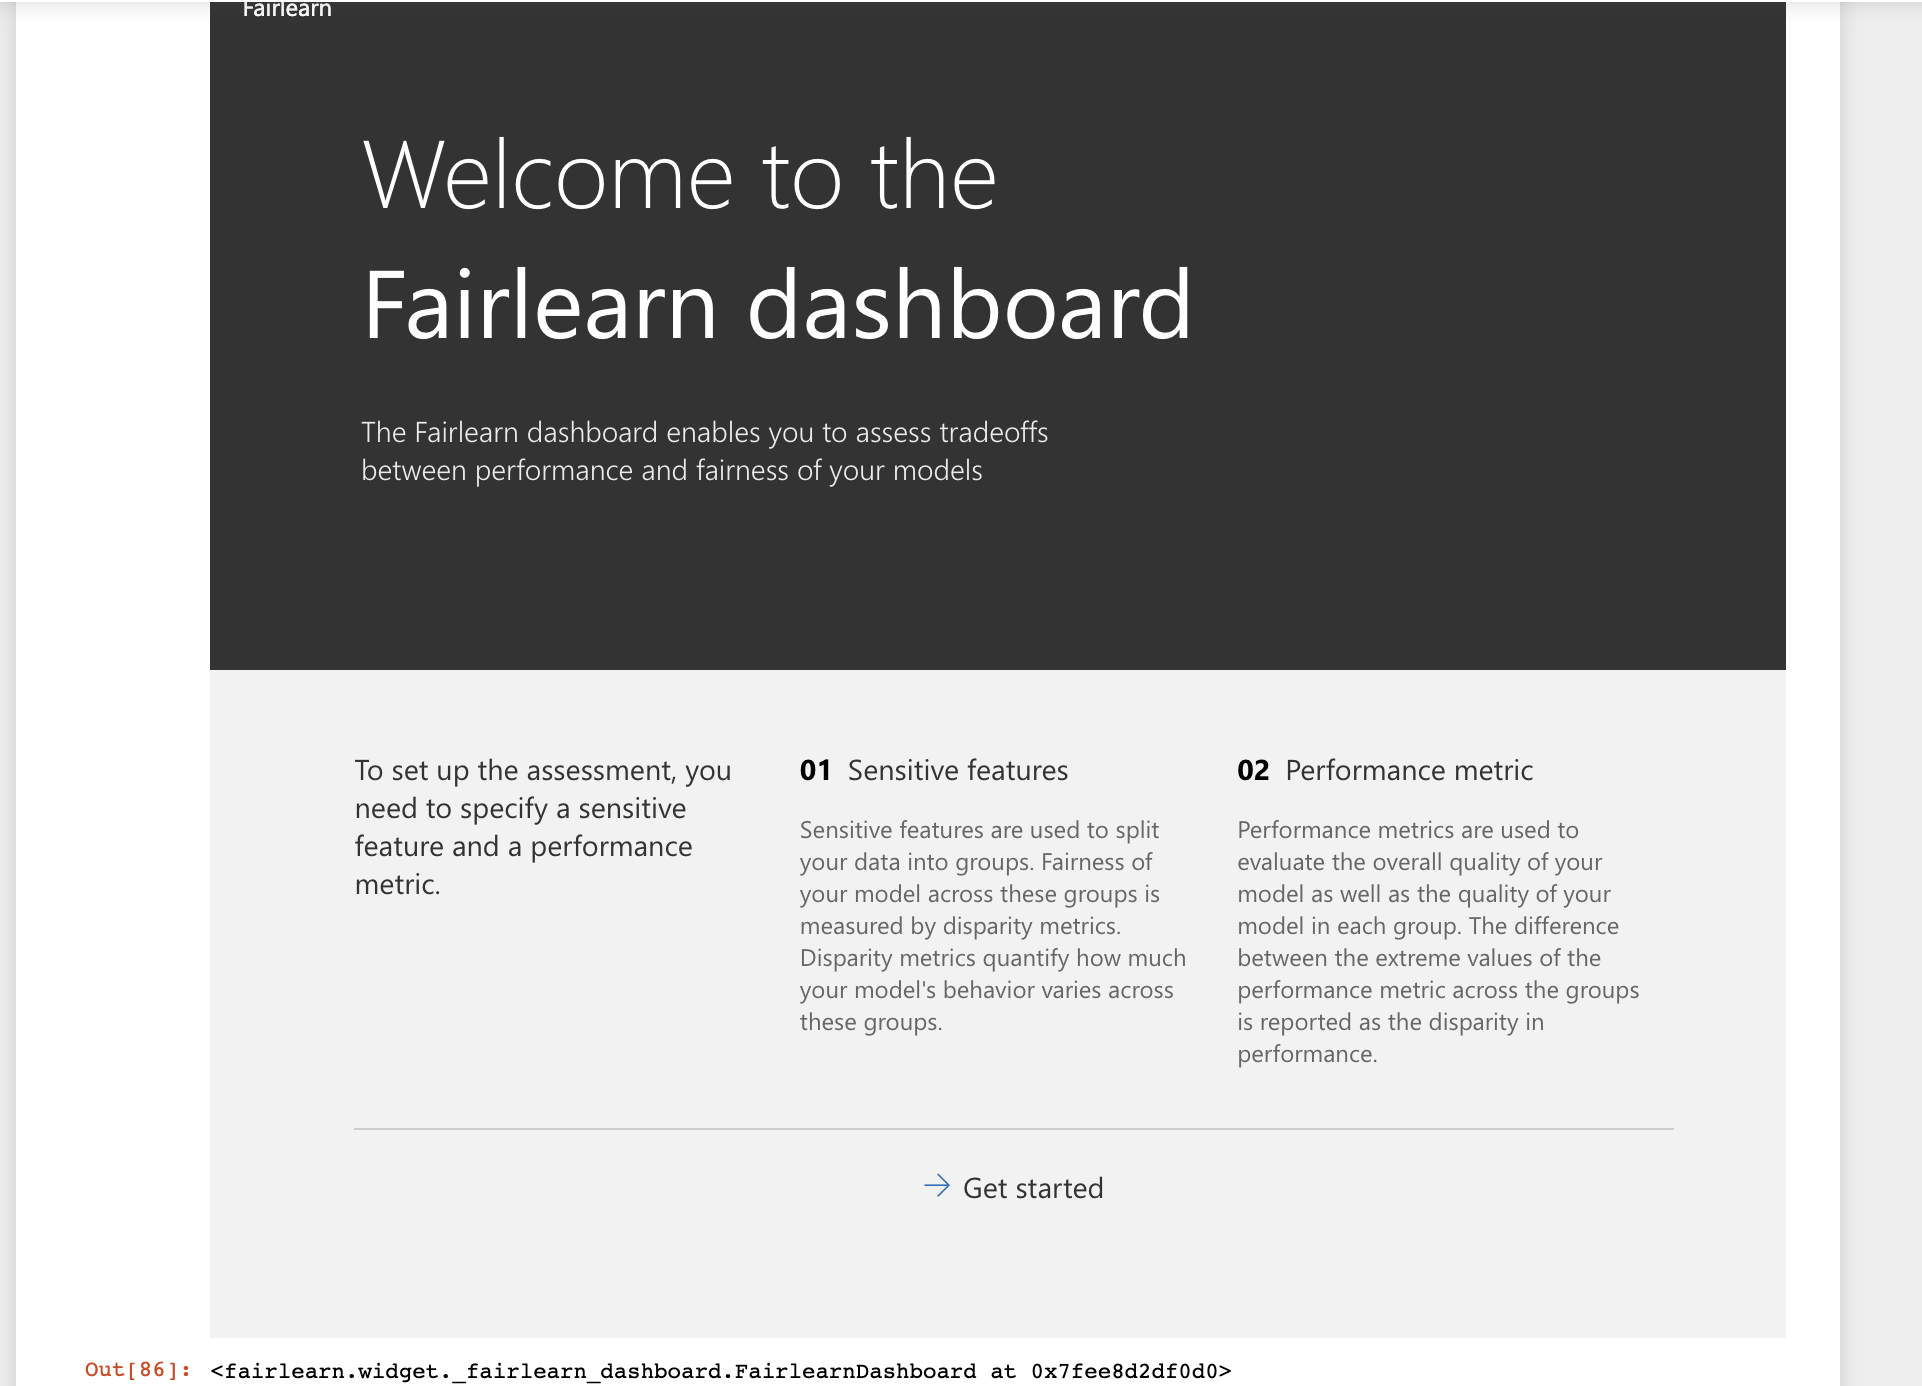 Fairlearn
Welcome to the
Fairlearn dashboard
The Fairlearn dashboard enables you to assess tradeoffs
between performance and fairness of your models
To set up the assessment, you
need to specify a sensitive
feature and a performance
metric.
01 Sensitive features
Sensitive features are used to split
your data into groups. Fairness of
your model across these groups is
measured by disparity metrics.
Disparity metrics quantify how much
your model's behavior varies across
these groups.
02 Performance metric
Performance metrics are used to
evaluate the overall quality of your
model as well as the quality of your
model in each group. The difference
between the extreme values of the
performance metric across the groups
is reported as the disparity in
performance.
Get started
Out[86]: <fairlearn.widget._fairlearn_dashboard.FairlearnDashboard at 0x7fee8d2df0d0>